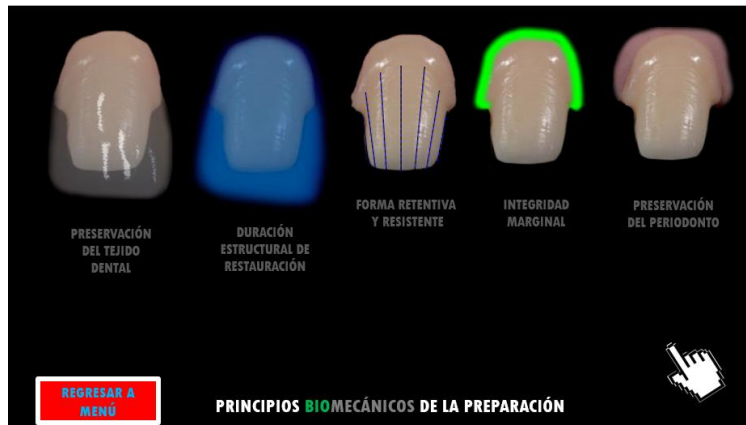 PRESERVACIÓN
DEL TEJIDO
DENTAL
DURACIÓN
ESTRUCTURAL DE
RESTAURACIÓN
FORMA RETENTIVA
Y RESISTENTE
INTEGRIDAD
MARGINAL
PRESERVACIÓN
DEL PERIODONTO
REGRESAR A
MENÚ
PRINCIPIOS BIOMECÁNICOS DE LA PREPARACIÓN